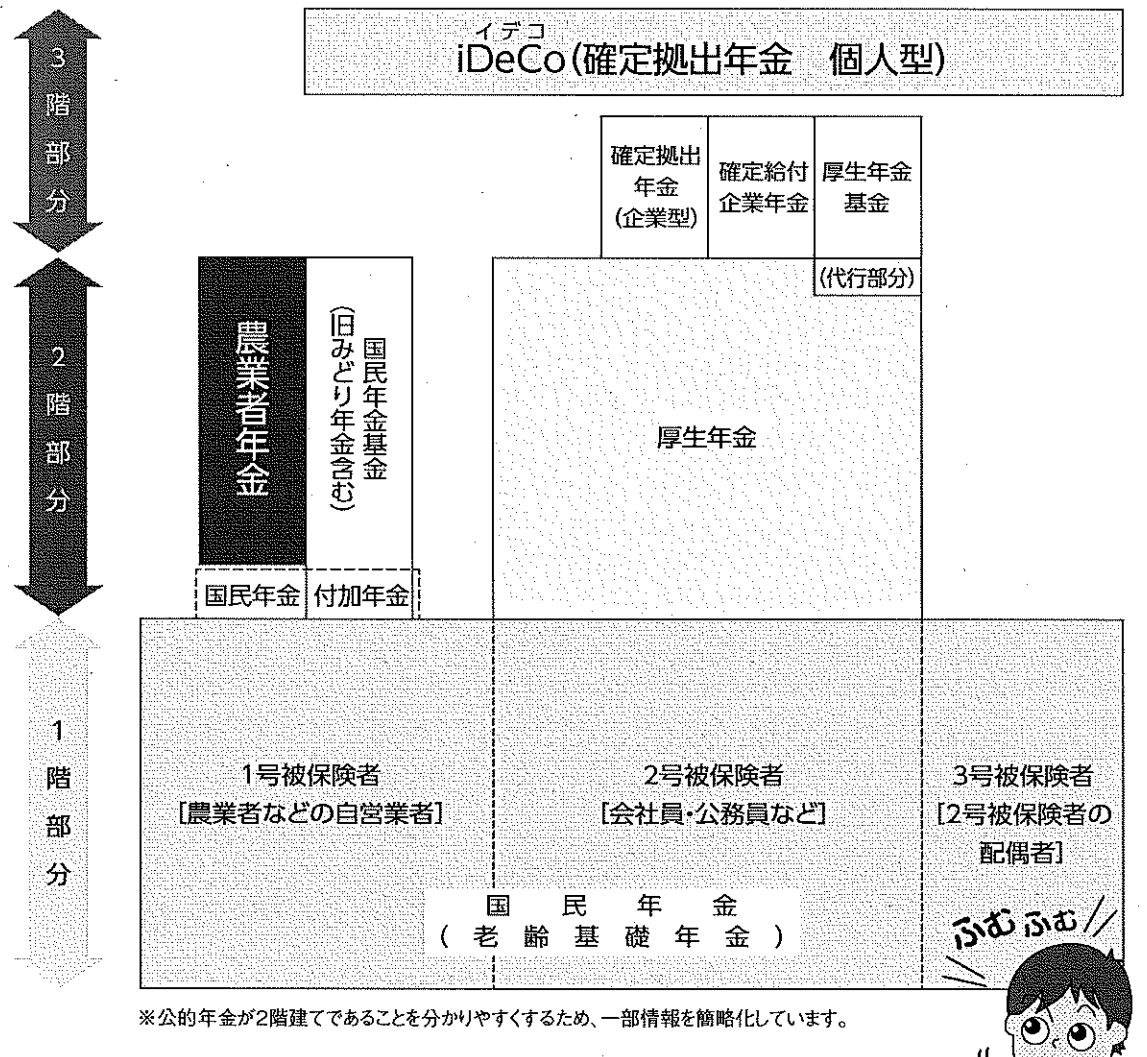 3階部分
イデコ
iDeCo(確定拠出年金　個人型)
確定拠出
年金
(企業型)
確定給付
企業年金
厚生年金
基金
(代行部分)
2階部分
農業者年金
国民年金基金
(旧みどり年金含む)
厚生年金
国民年金
付加年金
1階部分
1号被保険者
[農業者などの自営業者]
2号被保険者
[会社員・公務員など]
3号被保険者
[2号被保険者の
配偶者]
国民年金
(老齢基礎年金)
ふむふむ
※公的年金が2階建てであることを分かりやすくするため、一部情報を簡略化しています。